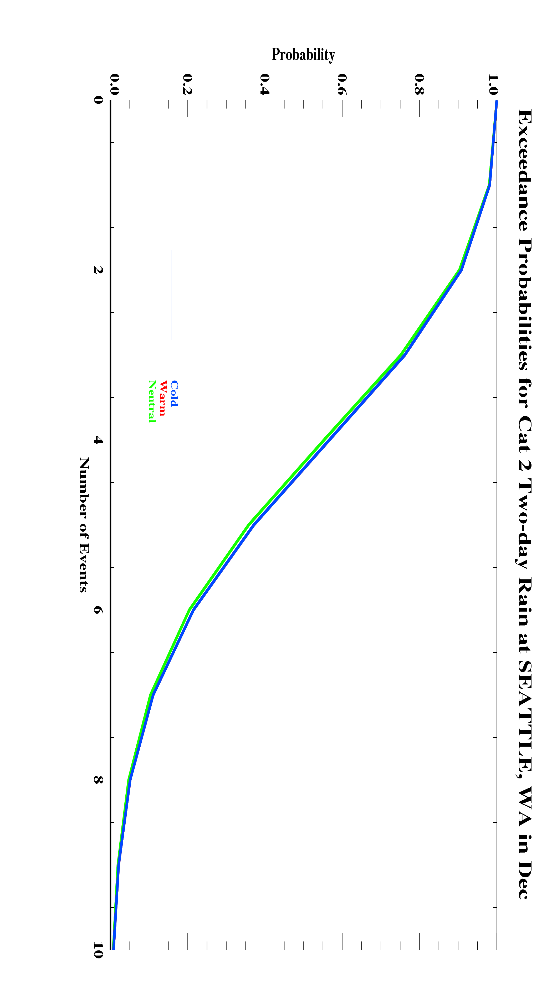 Exceedance Probabilities for Cat 2 Two-day Rain at SEATTLE, WA in Dec
Probability
1.0
0.8
0.6
0.4
0.2
0.0
Cold
Warm
Neutral
0 2 4 6 8 10
Number of Events